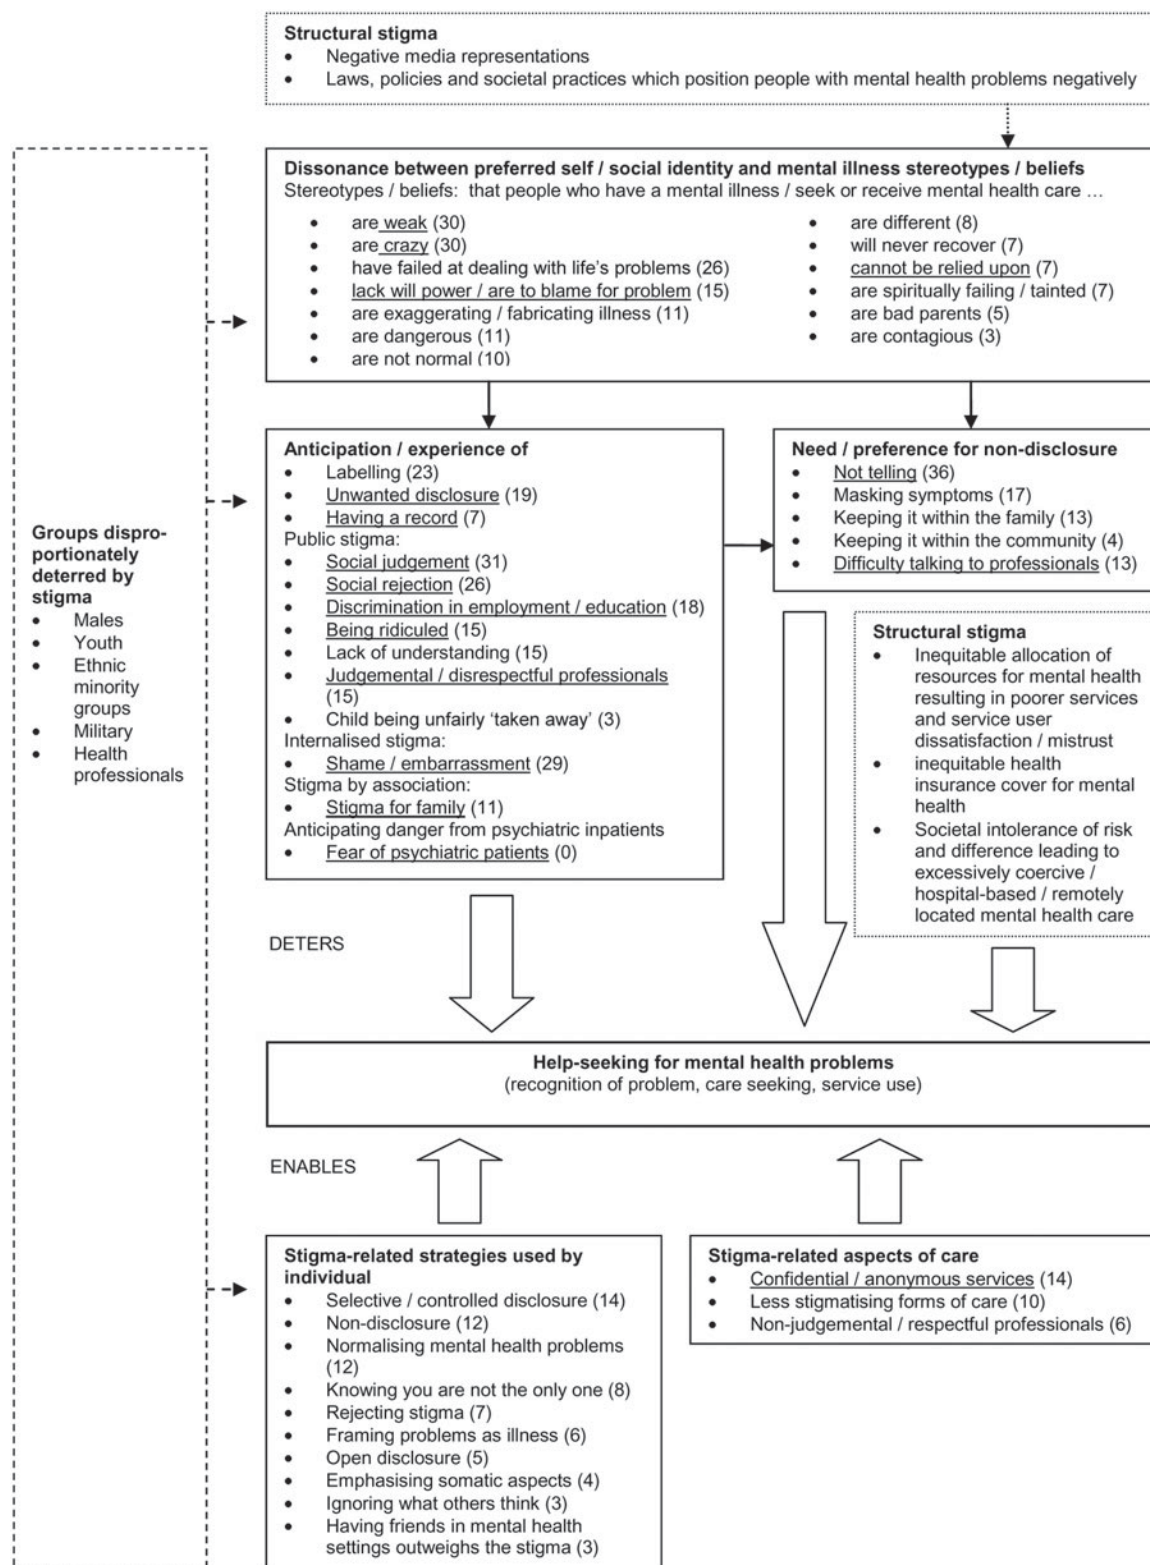 Structural stigma
• Negative media representations
• Laws, policies and societal practices which position people with mental health problems negatively
Dissonance between preferred self / social identity and mental illness stereotypes / beliefs
Stereotypes / beliefs: that people who have a mental illness / seek or receive mental health care ...
• are weak (30)
• are crazy (30)
• have failed at dealing with life's problems (26)
• lack will power / are to blame for problem (15)
• are exaggerating / fabricating illness (11)
• are dangerous (11)
• are not normal (10)
• are different (8)
• will never recover (7)
• cannot be relied upon (7)
• are spiritually failing / tainted (7)
• are bad parents (5)
• are contagious (3)
Groups dispro-
portionately
deterred by
stigma
• Males
• Youth
• Ethnic
minority
groups
• Military
• Health
professionals
Anticipation / experience of
• Labelling (23)
• Unwanted disclosure (19)
• Having a record (7)
Public stigma:
• Social judgement (31)
• Social rejection (26)
• Discrimination in employment / education (18)
• Being ridiculed (15)
• Lack of understanding (15)
• Judgemental / disrespectful professionals
(15)
• Child being unfairly 'taken away' (3)
Internalised stigma:
• Shame / embarrassment (29)
Stigma by association:
• Stigma for family (11)
Anticipating danger from psychiatric inpatients
• Fear of psychiatric patients (0)
Need / preference for non-disclosure
• Not telling (36)
• Masking symptoms (17)
• Keeping it within the family (13)
• Keeping it within the community (4)
• Difficulty talking to professionals (13)
Structural stigma
• Inequitable allocation of
resources for mental health
resulting in poorer services
and service user
dissatisfaction / mistrust
• inequitable health
insurance cover for mental
health
• Societal intolerance of risk
and difference leading to
excessively coercive /
hospital-based / remotely
located mental health care
DETERS
Help-seeking for mental health problems
(recognition of problem, care seeking, service use)
ENABLES
Stigma-related strategies used by
individual
• Selective / controlled disclosure (14)
• Non-disclosure (12)
• Normalising mental health problems
(12)
• Knowing you are not the only one (8)
• Rejecting stigma (7)
• Framing problems as illness (6)
• Open disclosure (5)
• Emphasising somatic aspects (4)
• Ignoring what others think (3)
• Having friends in mental health
settings outweighs the stigma (3)
Stigma-related aspects of care
• Confidential / anonymous services (14)
• Less stigmatising forms of care (10)
• Non-judgemental / respectful professionals (6)